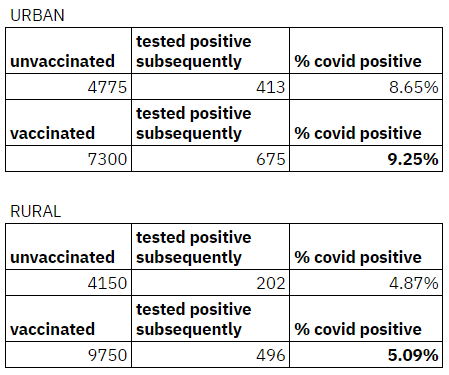 URBAN
unvaccinated tested positive subsequently % covid positive
4775 413 8.65%
vaccinated tested positive subsequently % covid positive
7300 675 9.25%
RURAL
unvaccinated tested positive subsequently % covid positive
4150 202 4.87%
vaccinated tested positive subsequently % covid positive
9750 496 5.09%